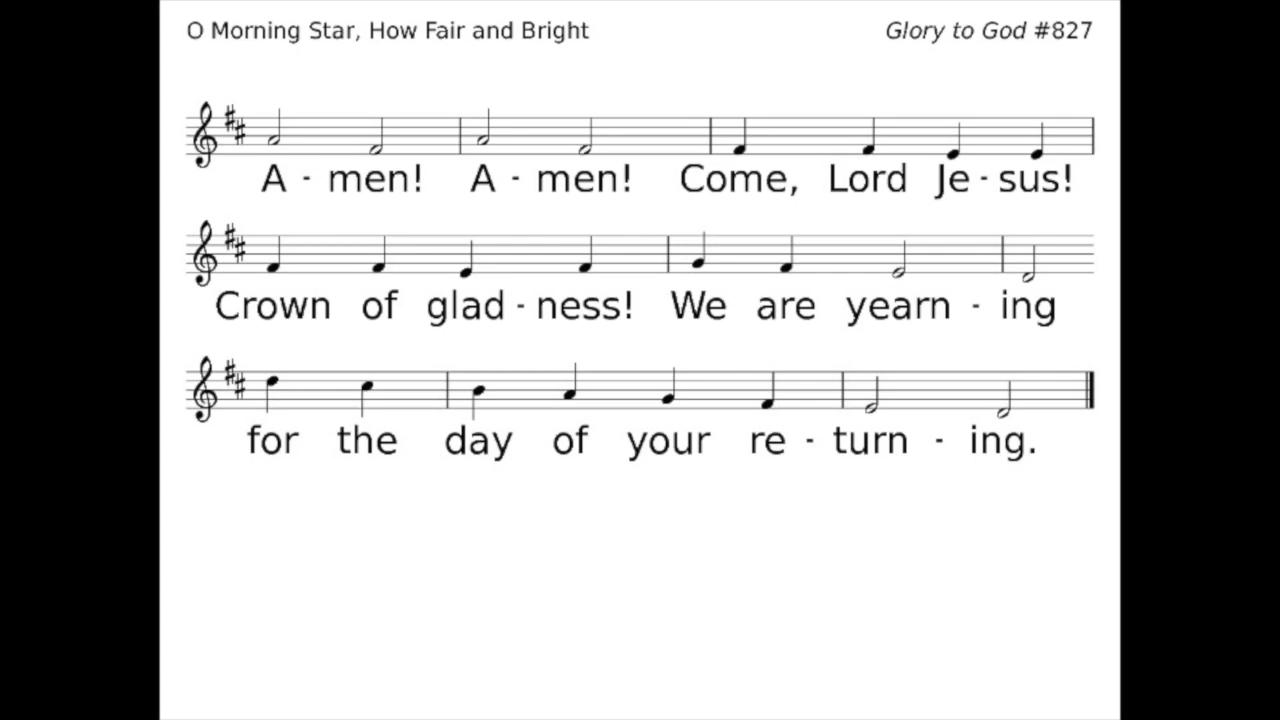 O Morning Star, How Fair and Bright
Glory to God #827
A - men! A - men! Come, Lord Je - sus!
Crown of glad - ness! We are yearn - ing
for the day of your re - turn - ing.